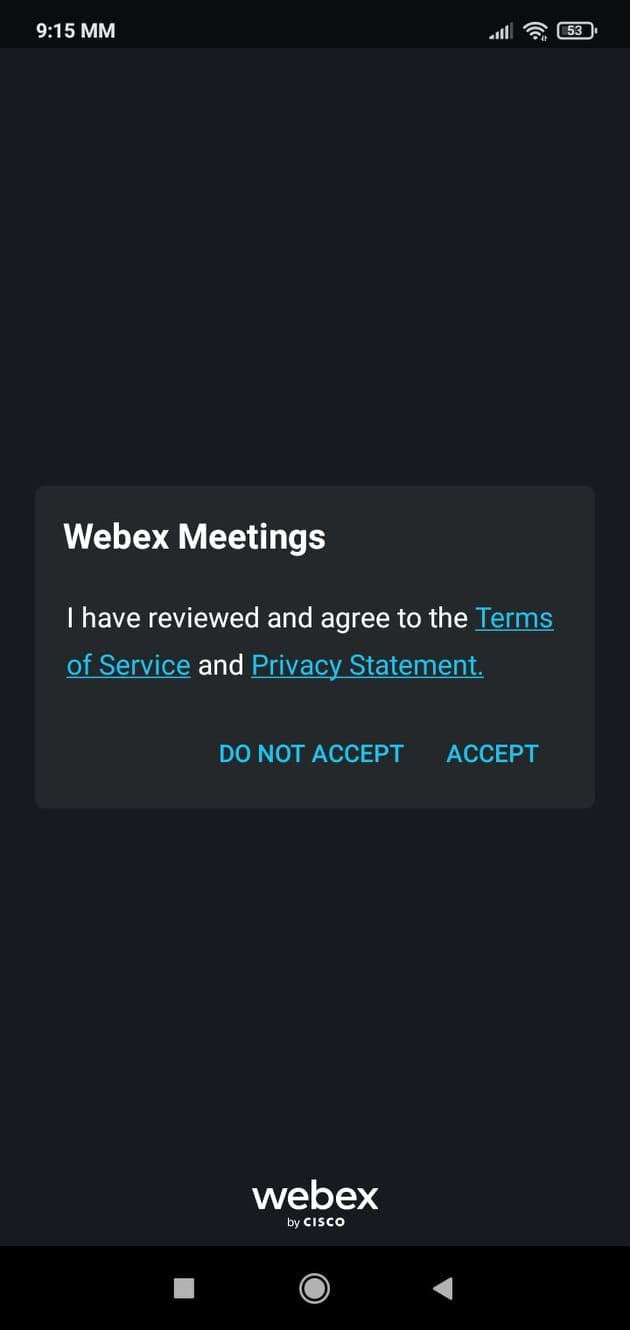 9:15 MM
53
Webex Meetings
I have reviewed and agree to the Terms
of Service and Privacy Statement.
DO NOT ACCEPT ACCEPT
webex
by CISCO